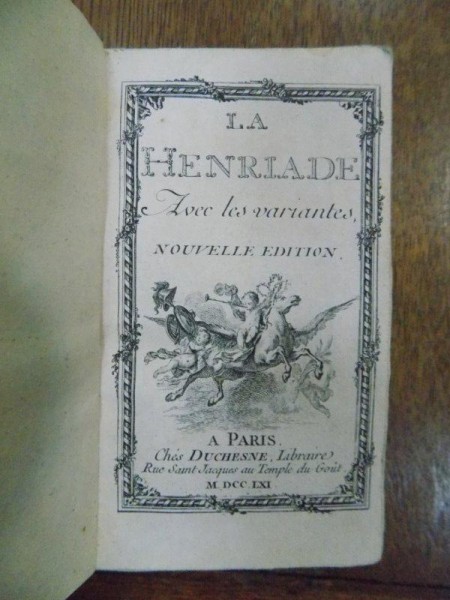 LA
HENRIADE
Avec les variantes,
NOUVELLE EDITION.
A PARIS.
Chés DUCHESNE, Libraire
Rue Saint Jacques au Temple du Goût
M. DCC. LXI.